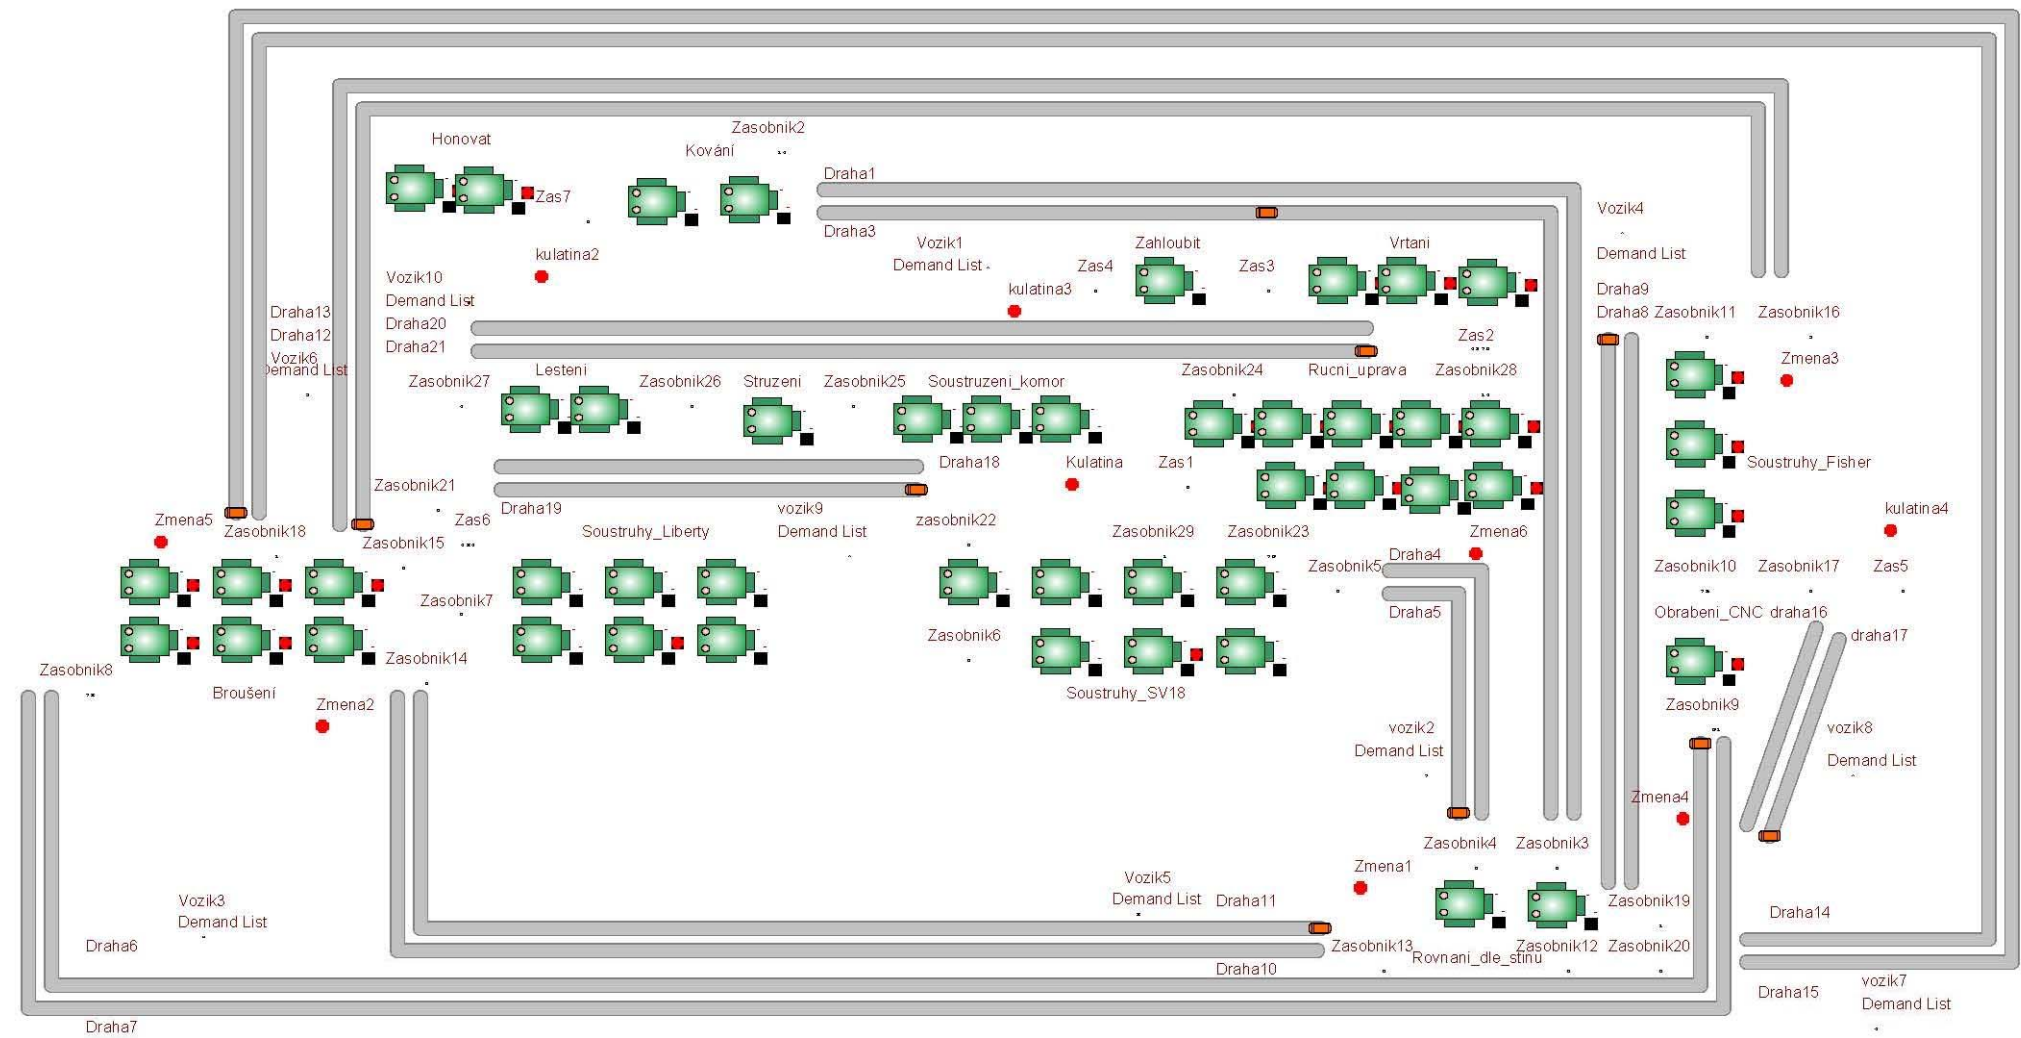 Zasobnik2
Honovat
Kování
Draha1
Zas7
Vozik4
Draha3
Vozik1
Demand List
Zahloubit
Vrtani
Demand List
kulatina2
Zas4
Zas3
Vozik10
Demand List
kulatina3
Draha9
Draha13
Draha20
Draha8
Zasobnik11
Zasobnik16
Draha12
Draha21
Zas2
Vozik6
Demand List
Zmena3
Lesteni
Zasobnik24
Rucni_uprava
Zasobnik28
Zasobnik27
Zasobnik26
Struzeni
Zasobnik25
Soustruzeni_komor
Draha18
Kulatina
Zas1
Soustruhy_Fisher
Zasobnik21
Draha19
vozik9
Demand List
kulatina4
Zmena5
Zasobnik18
Zas6
zasobnik22
Soustruhy_Liberty
Zasobnik29
Zasobnik23
Zmena6
Zasobnik15
Draha4
Zasobnik5
Zasobnik10
Zasobnik17
Zas5
Zasobnik7
Draha5
Obrabeni_CNC
draha16
Zasobnik6
draha17
Zasobnik14
Zasobnik8
Broušení
Soustruhy_SV18
Zmena2
Zasobnik9
vozik2
Demand List
vozik8
Demand List
Zmena4
Zasobnik4
Zasobnik3
Zmena1
Vozik5
Demand List
Draha11
Vozik3
Demand List
Zasobnik19
Draha14
Draha6
Zasobnik13
Rovnani_dle_stinu
Zasobnik12
Zasobnik20
Draha10
vozik7
Demand List
Draha15
Draha7